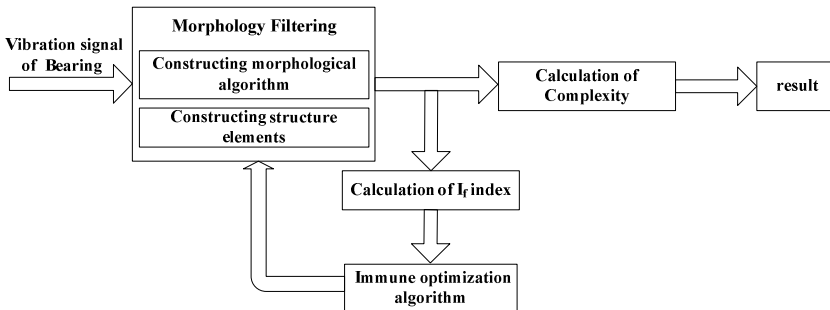 Morphology Filtering
Vibration signal
of Bearing
Constructing morphological
algorithm
Constructing structure
elements
Calculation of
Complexity
result
Calculation of If index
Immune optimization
algorithm